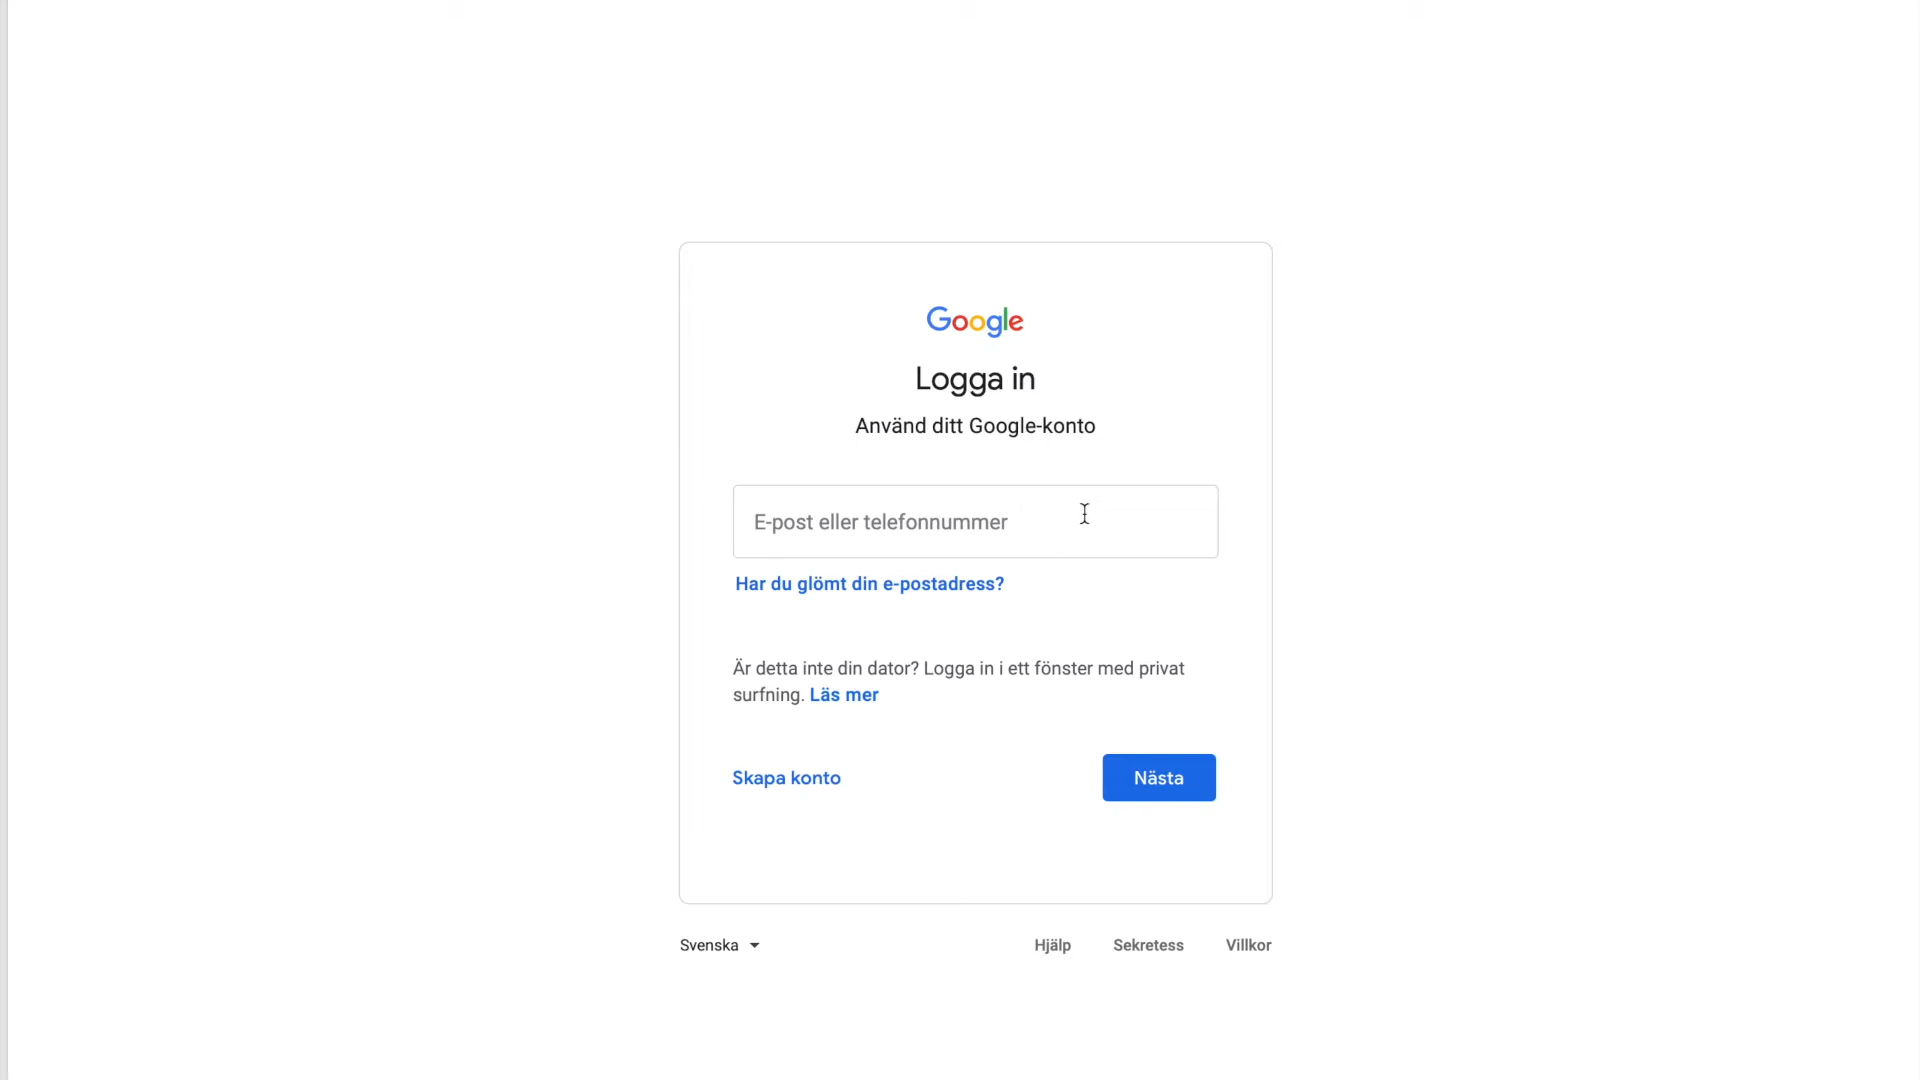 Google
Logga in
Använd ditt Google-konto
E-post eller telefonnummer
Har du glömt din e-postadress?
Är detta inte din dator? Logga in i ett fönster med privat
surfning. Läs mer
Skapa konto
Nästa
Svenska
Hjälp
Sekretess
Villkor